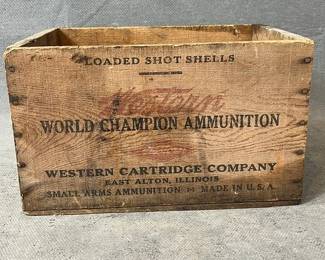 LOADED SHOT SHELLS
Western
WORLD CHAMPION AMMUNITION
WESTERN CARTRIDGE COMPANY
EAST ALTON, ILLINOIS
SMALL ARMS AMMUNITION MADE IN U.S.A.